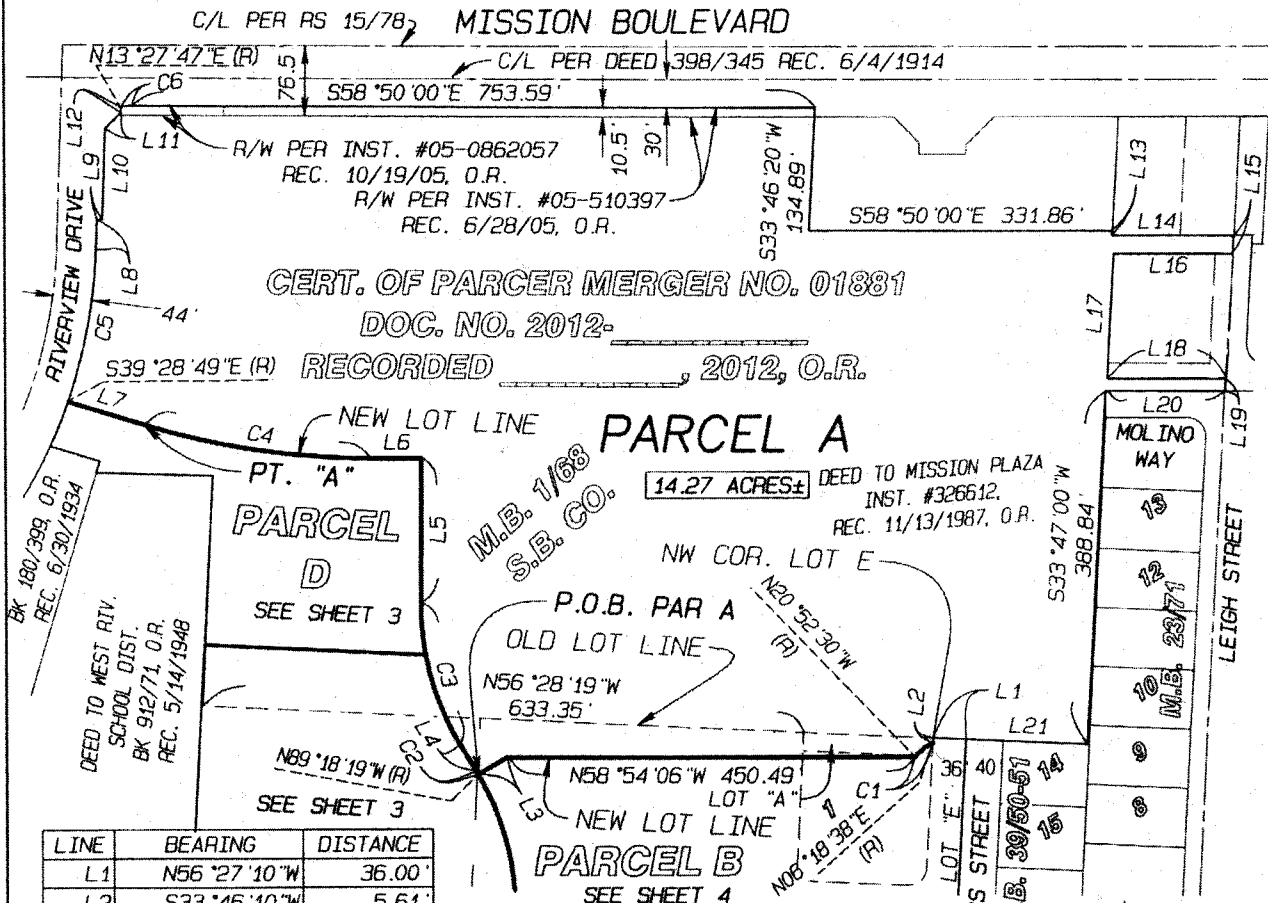 C/L PER RS 15/78
MISSION BOULEVARD
N13°27'47"E (R)
C/L PER DEED 398/345 REC. 6/4/1914
C6
76.5
S58°50'00"E 753.59'
L12
L11
L9
L10
R/W PER INST. #05-0862057
REC. 10/19/05, O.R.
10.5'
30'
R/W PER INST. #05-510397
REC. 6/28/05, O.R.
S33°46'20"W
134.89'
S58°50'00"E 331.86'
L13
L14
L15
L16
L17
L18
L19
L20
RIVERVIEW DRIVE
L8
C5
44'
CERT. OF PARCER MERGER NO. 01881
DOC. NO. 2012-
RECORDED , 2012, O.R.
S39°28'49"E (R)
L7
C4
NEW LOT LINE
L6
PARCEL A
14.27 ACRES±
DEED TO MISSION PLAZA
INST. #326612,
REC. 11/13/1987, O.R.
MOLINO
WAY
PT. "A"
PARCEL
D
SEE SHEET 3
L5
M.B. 1/68
S.B. CO.
BK 180/399, O.R.
REC. 6/30/1934
DEED TO WEST RIV.
SCHOOL DIST.
BK 912/71, O.R.
REC. 5/14/1948
S33°47'00"W
388.84'
13
12
10
9
8
M.B. 23/71
LEIGH STREET
NW COR. LOT E
N20°52'30"W
(R)
P.O.B. PAR A
OLD LOT LINE
C3
N56°28'19"W
633.35'
L2
L1
L21
L4
C2
N89°18'19"W (R)
L3
N58°54'06"W 450.49'
LOT "A"
1
C1
36'
40
14
15
SEE SHEET 3
NEW LOT LINE
N06°18'38"E
(R)
LOT "E"
S STREET
B. 39/50-51
PARCEL B
SEE SHEET 4
LINE BEARING DISTANCE
L1 N56°27'10"W 36.00'
L2 S33°46'10"W 5.61'